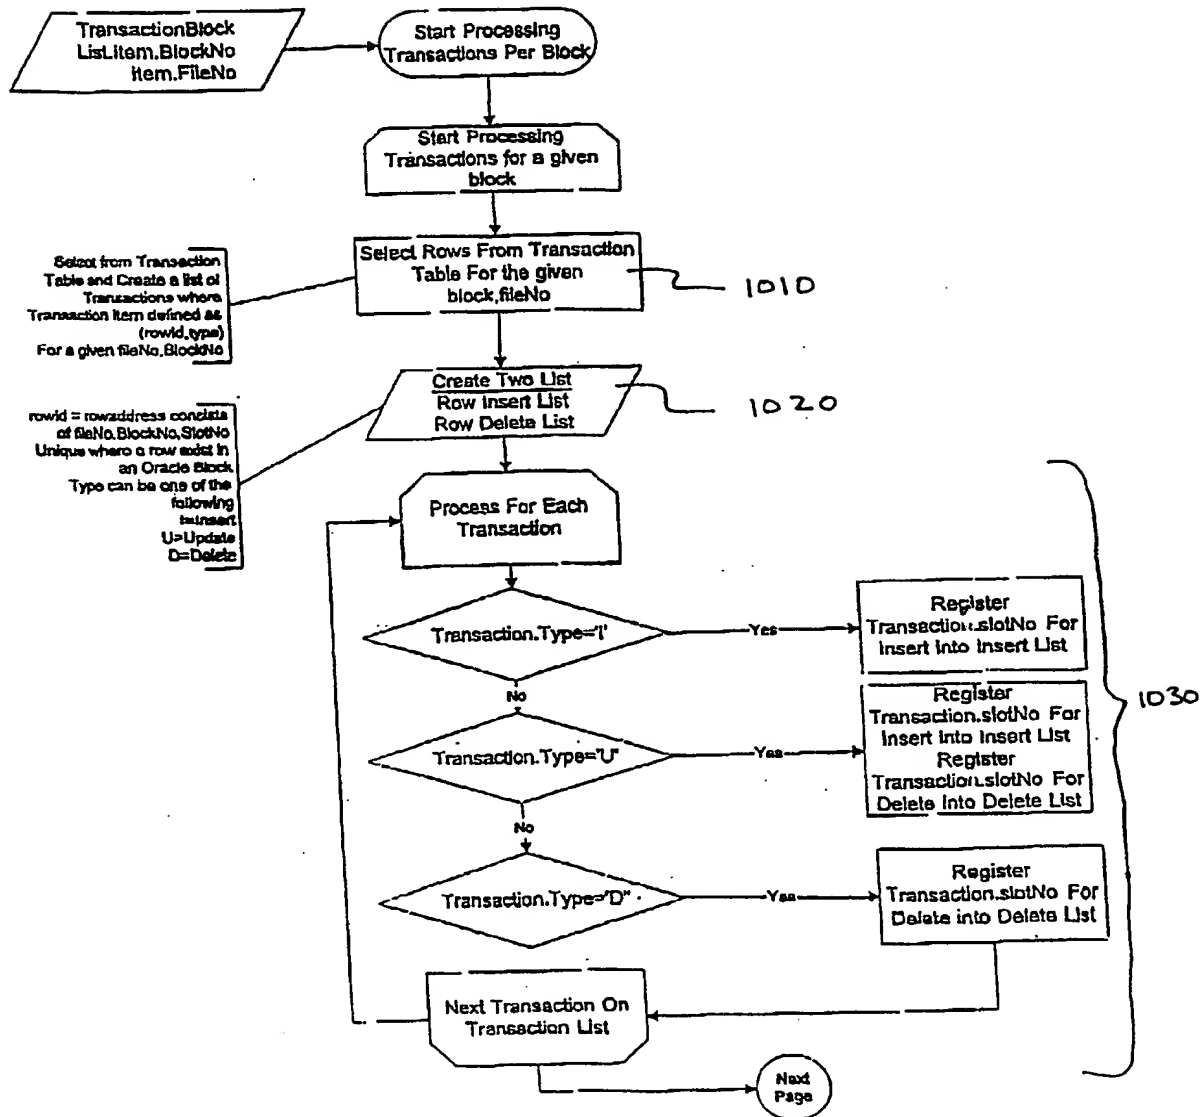 TransactionBlock
ListItem.BlockNo
Item.FileNo
Start Processing
Transactions Per Block
Start Processing
Transactions for a given
block
Select Rows From Transaction
Table For the given
block,fileNo
1010
Select from Transaction
Table and Create a list of
Transactions where
Transaction Item defined as
(rowid,type)
For a given fileNo.BlockNo
Create Two List
Row Insert List
Row Delete List
1020
rowid = rowaddress consists
of fileNo.BlockNo.SlotNo
Unique where a row exist in
an Oracle Block
Type can be one of the
following
I=Insert
U=Update
D=Delete
Process For Each
Transaction
Transaction.Type='I'
Yes
Register
Transaction.slotNo For
Insert into Insert List
No
Transaction.Type='U'
Yes
Register
Transaction.slotNo For
Insert into Insert List
Register
Transaction.slotNo For
Delete Into Delete List
1030
No
Transaction.Type='D"
Yes
Register
Transaction.slotNo For
Delete into Delete List
Next Transaction On
Transaction List
Next
Page